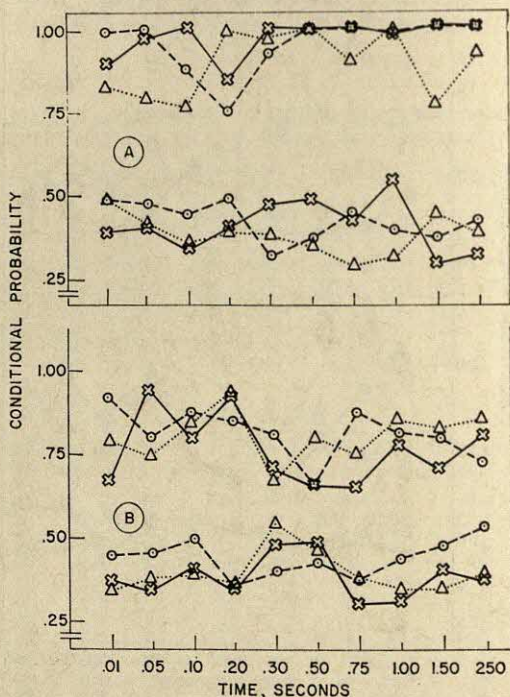 CONDITIONAL PROBABILITY
1.00
.75
A
.50
.25
1.00
.75
B
.50
.25
.01 .05 .10 .20 .30 .50 .75 1.00 1.50 2.50
TIME, SECONDS